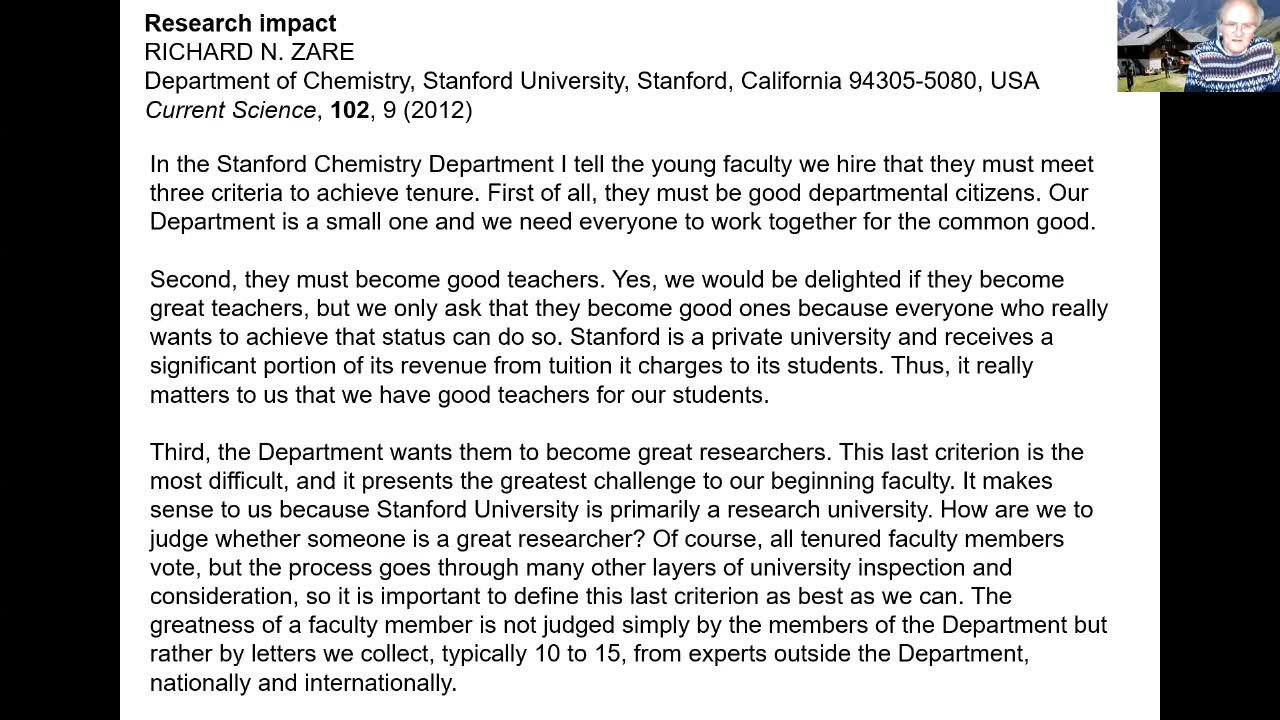 Research impact
RICHARD N. ZARE
Department of Chemistry, Stanford University, Stanford, California 94305-5080, USA
Current Science, 102, 9 (2012)
In the Stanford Chemistry Department I tell the young faculty we hire that they must meet
three criteria to achieve tenure. First of all, they must be good departmental citizens. Our
Department is a small one and we need everyone to work together for the common good.
Second, they must become good teachers. Yes, we would be delighted if they become
great teachers, but we only ask that they become good ones because everyone who really
wants to achieve that status can do so. Stanford is a private university and receives a
significant portion of its revenue from tuition it charges to its students. Thus, it really
matters to us that we have good teachers for our students.
Third, the Department wants them to become great researchers. This last criterion is the
most difficult, and it presents the greatest challenge to our beginning faculty. It makes
sense to us because Stanford University is primarily a research university. How are we to
judge whether someone is a great researcher? Of course, all tenured faculty members
vote, but the process goes through many other layers of university inspection and
consideration, so it is important to define this last criterion as best as we can. The
greatness of a faculty member is not judged simply by the members of the Department but
rather by letters we collect, typically 10 to 15, from experts outside the Department,
nationally and internationally.